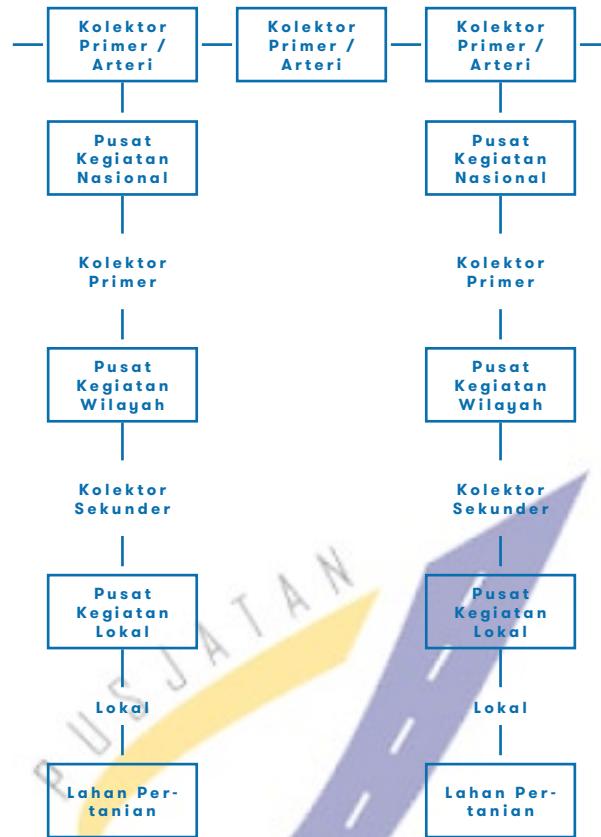 Kolektor
Primer /
Arteri
Kolektor
Primer /
Arteri
Kolektor
Primer /
Arteri
Pusat
Kegiatan
Nasional
Pusat
Kegiatan
Nasional
Kolektor
Primer
Kolektor
Primer
Pusat
Kegiatan
Wilayah
Pusat
Kegiatan
Wilayah
Kolektor
Sekunder
Kolektor
Sekunder
Pusat
Kegiatan
Lokal
Pusat
Kegiatan
Lokal
Lokal
Lokal
Lahan Per-
tanian
Lahan Per-
tanian
PUSJATAN